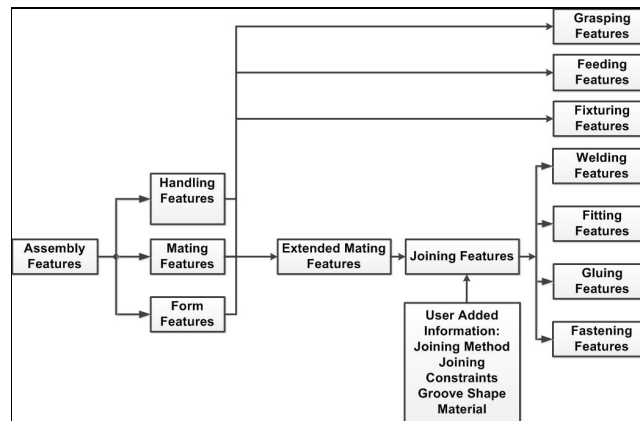 Grasping
Features
Feeding
Features
Fixturing
Features
Welding
Features
Handling
Features
Fitting
Features
Assembly
Features
Mating
Features
Extended Mating
Features
Joining Features
Gluing
Features
Form
Features
User Added
Information:
Joining Method
Joining
Constraints
Groove Shape
Material
Fastening
Features